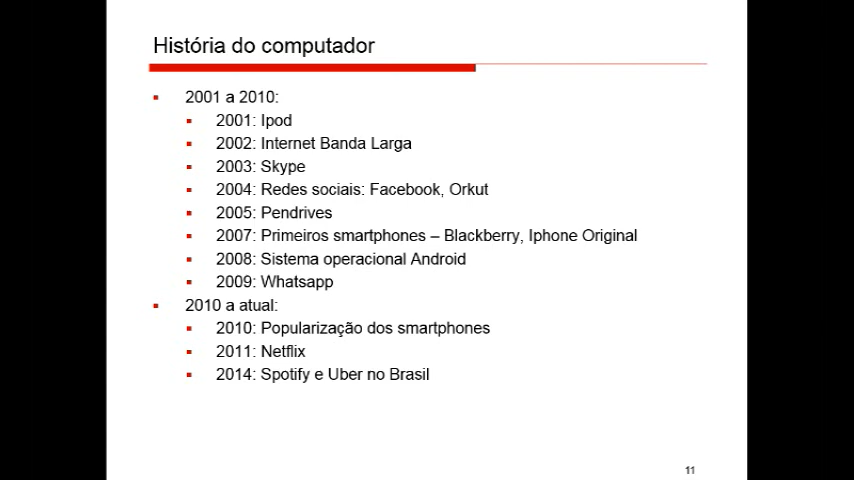 História do computador
2001 a 2010:
2001: Ipod
2002: Internet Banda Larga
2003: Skype
2004: Redes sociais: Facebook, Orkut
2005: Pendrives
2007: Primeiros smartphones – Blackberry, Iphone Original
2008: Sistema operacional Android
2009: Whatsapp
2010 a atual:
2010: Popularização dos smartphones
2011: Netflix
2014: Spotify e Uber no Brasil
11